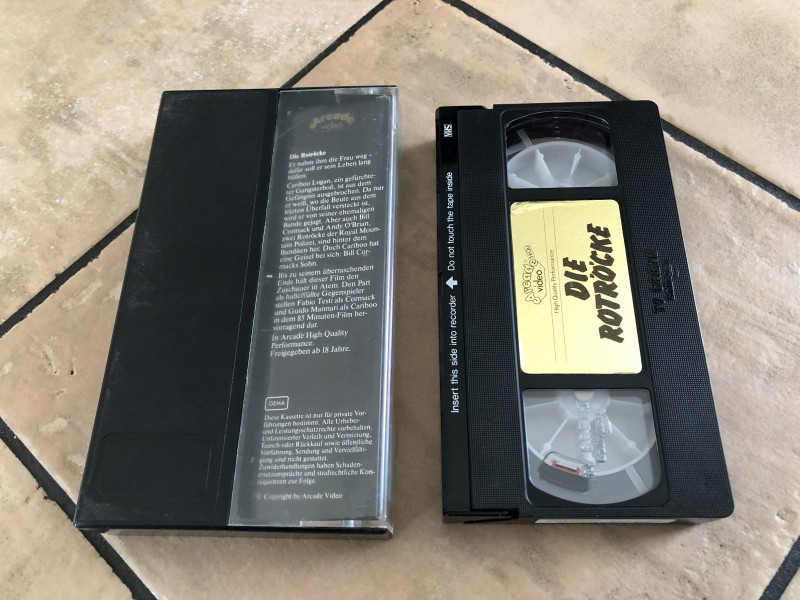 Arcade
video
Die Rotröcke
Er nahm ihm die Frau weg –
dafür soll er sein Leben lang
büßen.
Cariboo Logan, ein gefürchte-
ter Gangsterboß, ist aus dem
Gefängnis ausgebrochen. Da nur
er weiß, wo die Beute aus dem
letzten Überfall versteckt ist,
wird er von seiner ehemaligen
Bande gejagt. Aber auch Bill
Cormack und Andy O'Brian,
zwei Rotröcke der Royal Moun-
tain Polizei, sind hinter dem
Banditen her. Doch Cariboo hat
eine Geisel bei sich: Bill Cor-
macks Sohn.
Bis zu seinem überraschenden
Ende hält dieser Film den
Zuschauer in Atem. Den Part
als haßerfüllte Gegenspieler
stellen Fabio Testi als Cormack
und Guido Mannari als Cariboo
in dem 85 Minuten-Film her-
vorragend dar.
In Arcade High Quality
Performance.
Freigegeben ab 18 Jahre.
GEMA
Diese Kassette ist nur für private Vor-
führungen bestimmt. Alle Urheber-
und Leistungsschutzrechte vorbehalten.
Unlizensierter Verleih und Vermietung,
Tausch oder Rückkauf sowie öffentliche
Vorführung, Sendung und Vervielfälti-
gung sind nicht gestattet.
Zuwiderhandlungen haben Schaden-
ersatzansprüche und strafrechtliche Kon-
sequenzen zur Folge.
© Copyright by Arcade Video
VHS
Insert this side into recorder Do not touch the tape inside
Arcade
video
High Quality Performance
DIE
ROTRÖCKE